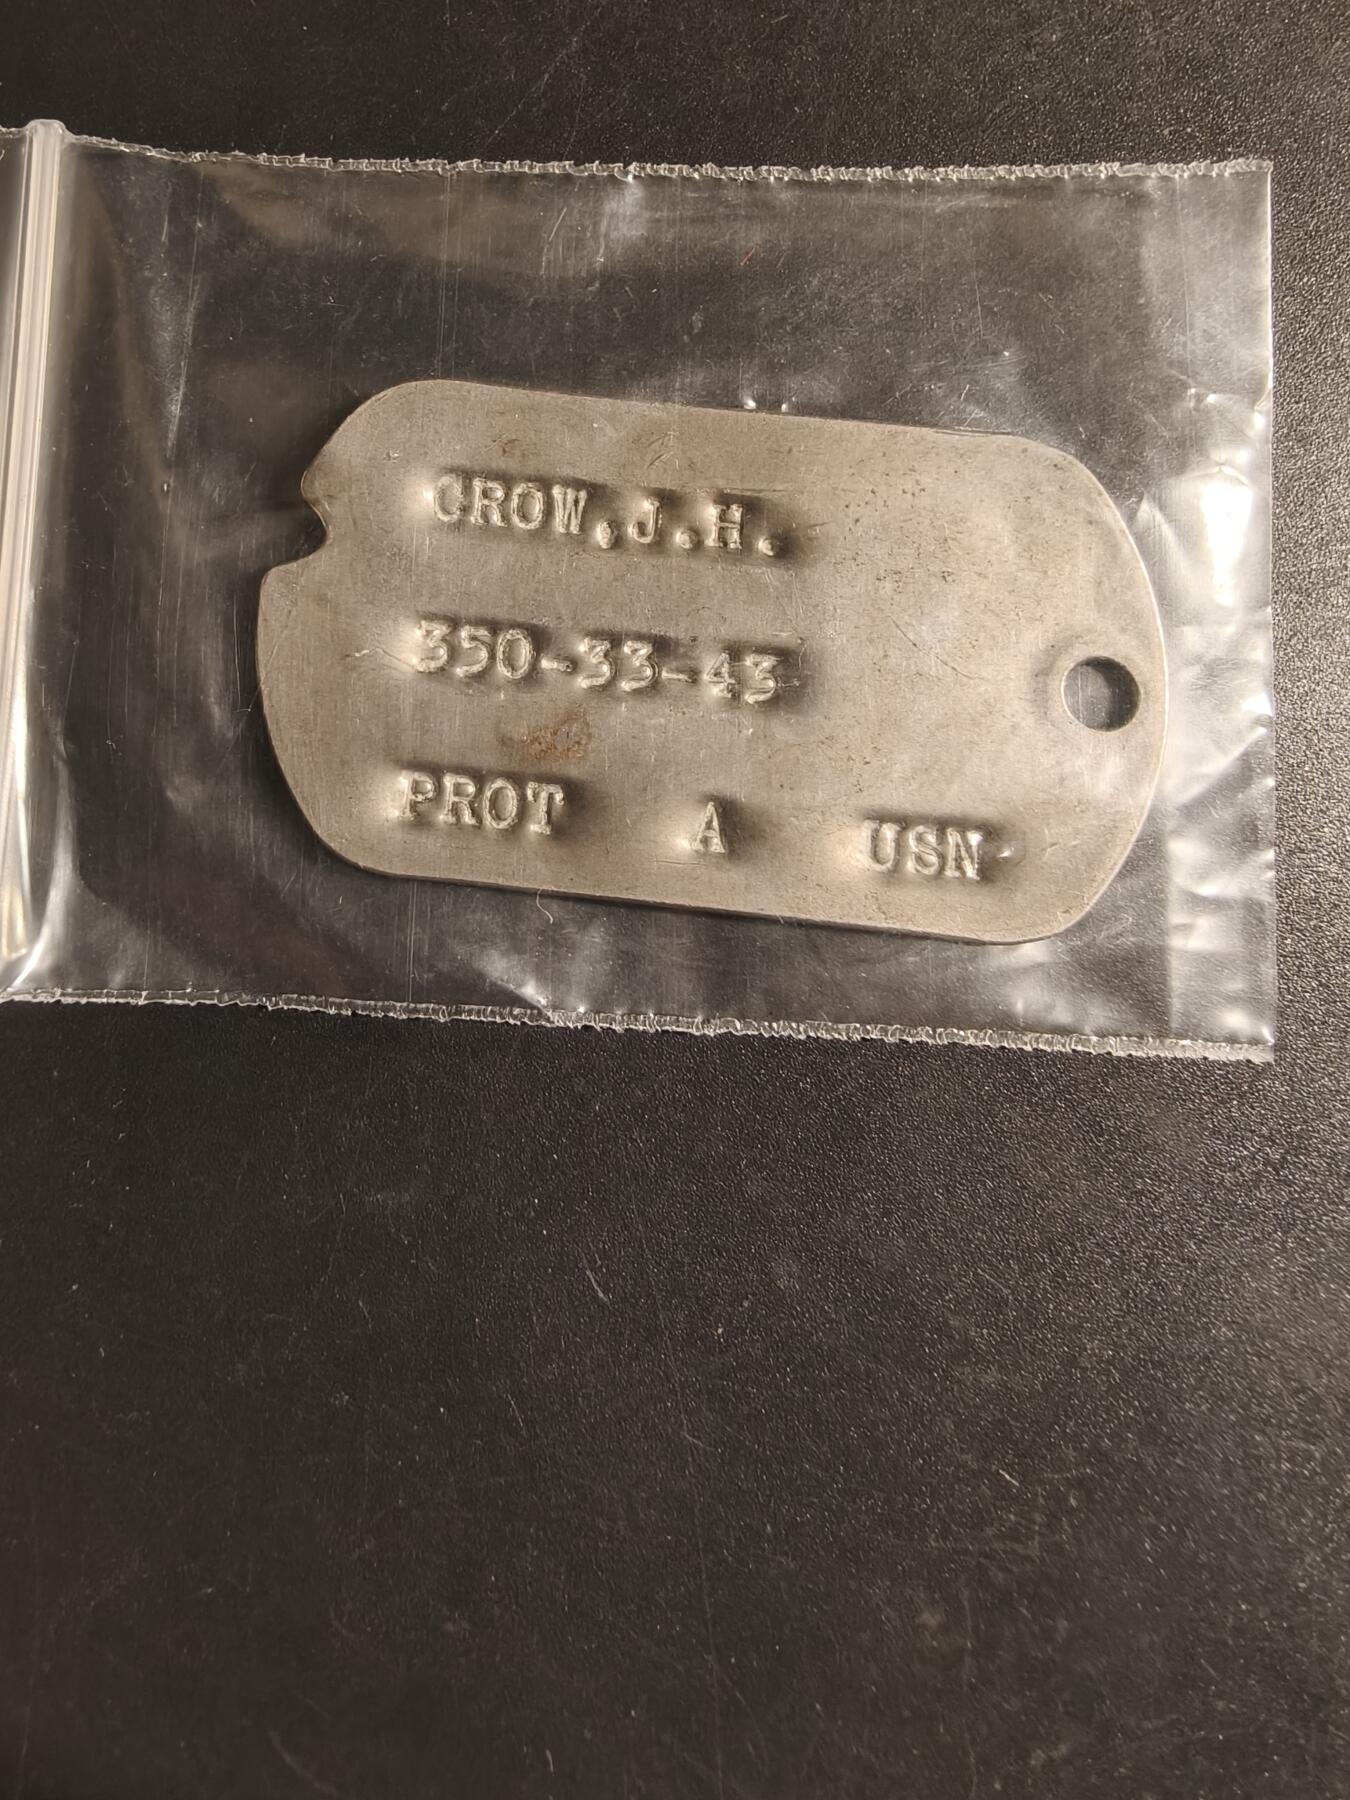 CROW,J.H.
350-33-43
PROT A USN